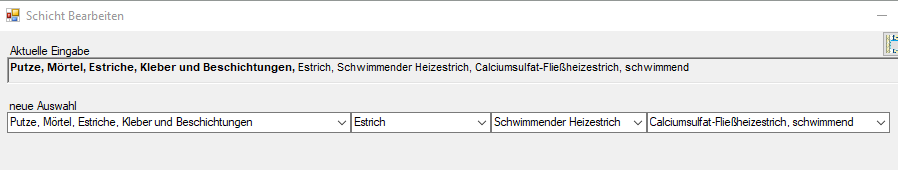 Schicht Bearbeiten
Aktuelle Eingabe
Putze, Mörtel, Estriche, Kleber und Beschichtungen, Estrich, Schwimmender Heizestrich, Calciumsulfat-Fließheizestrich, schwimmend
neue Auswahl
Putze, Mörtel, Estriche, Kleber und Beschichtungen Estrich Schwimmender Heizestrich Calciumsulfat-Fließheizestrich, schwimmend